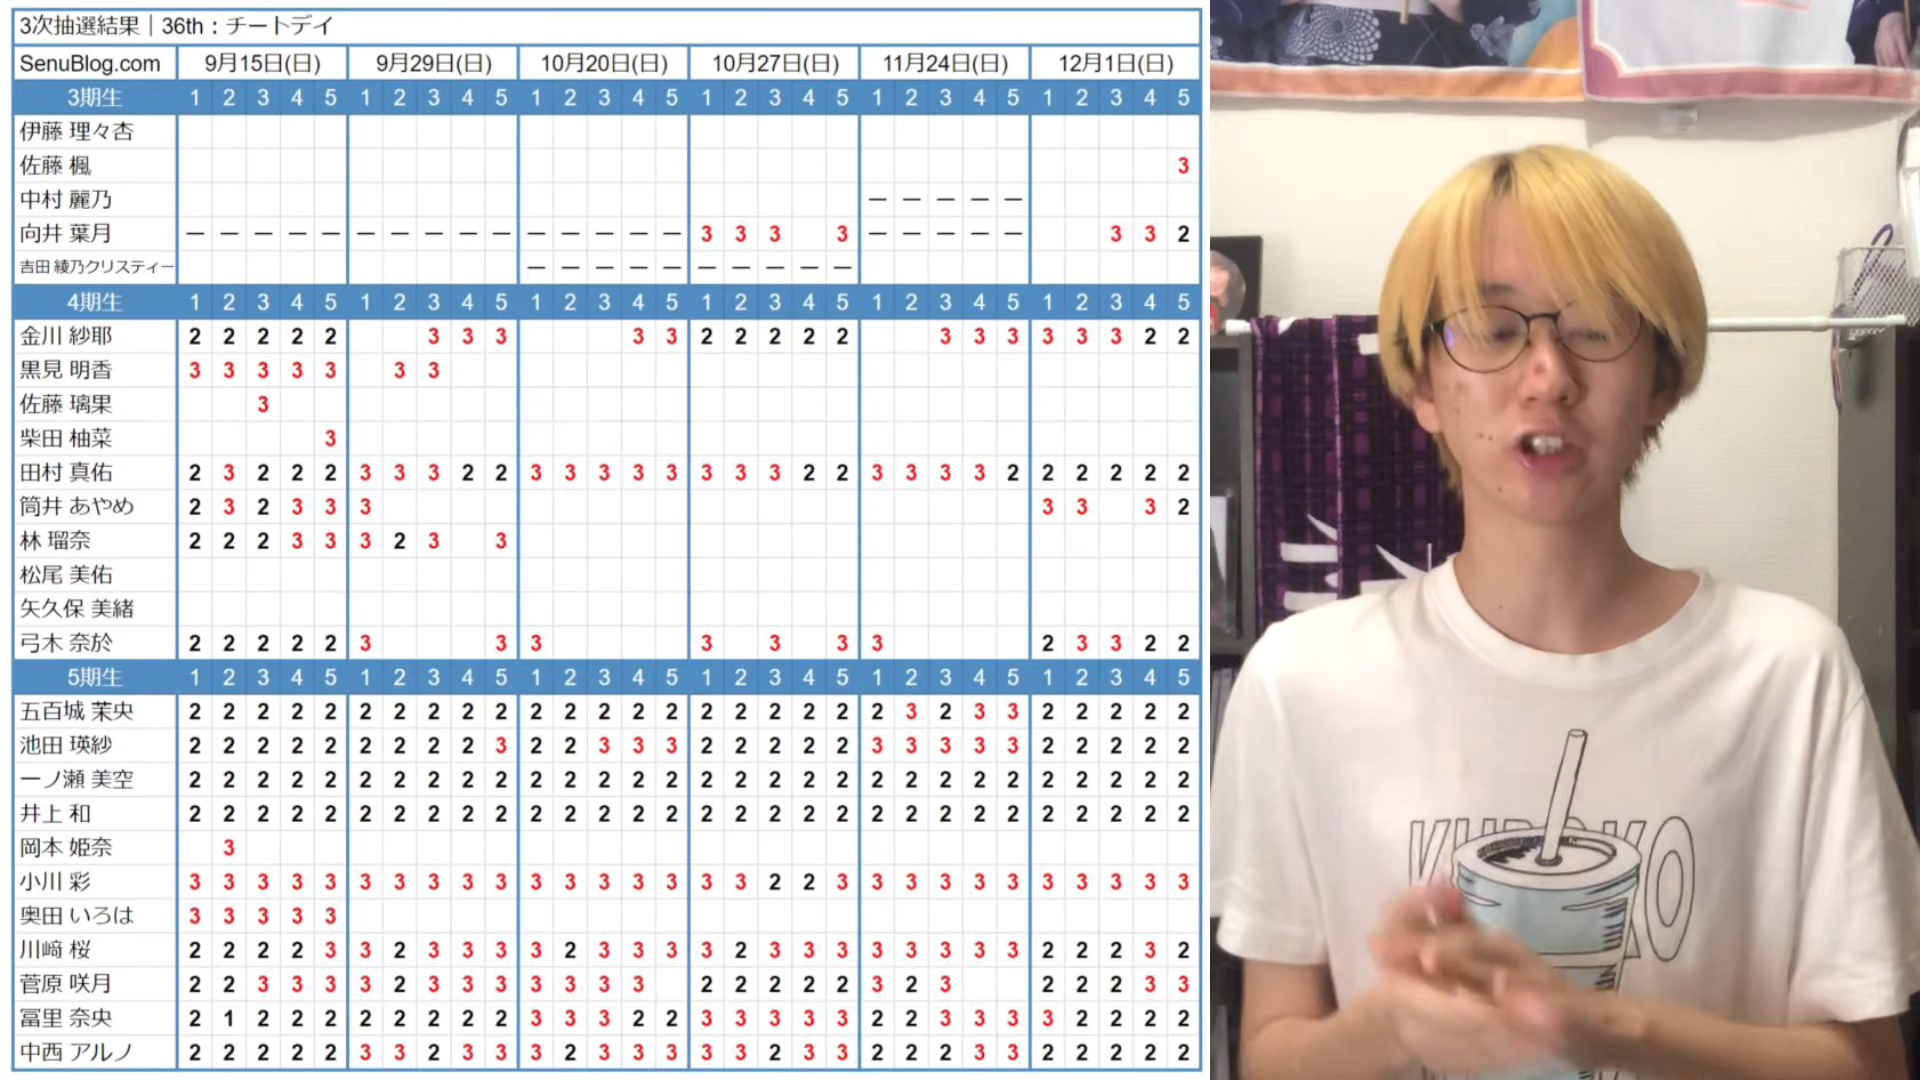 3次抽選結果｜36th：チートデイ
SenuBlog.com 9月15日(日) 9月29日(日) 10月20日(日) 10月27日(日) 11月24日(日) 12月1日(日)
3期生 1 2 3 4 5 1 2 3 4 5 1 2 3 4 5 1 2 3 4 5 1 2 3 4 5 1 2 3 4 5
伊藤 理々杏
佐藤 楓 3
中村 麗乃 — — — — —
向井 葉月 — — — — — — — — — — — — — — — 3 3 3 3 — — — — — 3 3 2
吉田 綾乃クリスティー — — — — — — — — — —
4期生 1 2 3 4 5 1 2 3 4 5 1 2 3 4 5 1 2 3 4 5 1 2 3 4 5 1 2 3 4 5
金川 紗耶 2 2 2 2 2 3 3 3 3 3 2 2 2 2 2 3 3 3 3 3 3 2 2
黒見 明香 3 3 3 3 3 3 3
佐藤 璃果 3
柴田 柚菜 3
田村 真佑 2 3 2 2 2 3 3 3 2 2 3 3 3 3 3 3 3 3 2 2 3 3 3 3 2 2 2 2 2 2
筒井 あやめ 2 3 2 3 3 3 3 3 3 2
林 瑠奈 2 2 2 3 3 3 2 3 3
松尾 美佑
矢久保 美緒
弓木 奈於 2 2 2 2 2 3 3 3 3 3 3 3 2 3 3 2 2
5期生 1 2 3 4 5 1 2 3 4 5 1 2 3 4 5 1 2 3 4 5 1 2 3 4 5 1 2 3 4 5
五百城 茉央 2 2 2 2 2 2 2 2 2 2 2 2 2 2 2 2 2 2 2 2 2 3 2 3 3 2 2 2 2 2
池田 瑛紗 2 2 2 2 2 2 2 2 2 3 2 2 3 3 3 2 2 2 2 2 3 3 3 3 3 2 2 2 2 2
一ノ瀬 美空 2 2 2 2 2 2 2 2 2 2 2 2 2 2 2 2 2 2 2 2 2 2 2 2 2 2 2 2 2 2
井上 和 2 2 2 2 2 2 2 2 2 2 2 2 2 2 2 2 2 2 2 2 2 2 2 2 2 2 2 2 2 2
岡本 姫奈 3
小川 彩 3 3 3 3 3 3 3 3 3 3 3 3 3 3 3 3 3 2 2 3 3 3 3 3 3 3 3 3 3 3
奥田 いろは 3 3 3 3 3
川﨑 桜 2 2 2 2 3 3 2 3 3 3 3 2 3 3 3 3 2 3 3 3 3 3 3 3 3 2 2 2 3 2
菅原 咲月 2 2 3 3 3 3 2 3 3 3 3 3 3 3 2 2 2 2 2 3 2 3 2 2 2 3 3
冨里 奈央 2 1 2 2 2 2 2 2 2 2 3 3 3 2 2 3 3 3 3 3 2 2 3 3 3 3 2 2 2 2
中西 アルノ 2 2 2 2 2 3 3 2 3 3 3 2 3 3 3 3 3 2 3 3 2 2 2 3 3 2 2 2 2 2